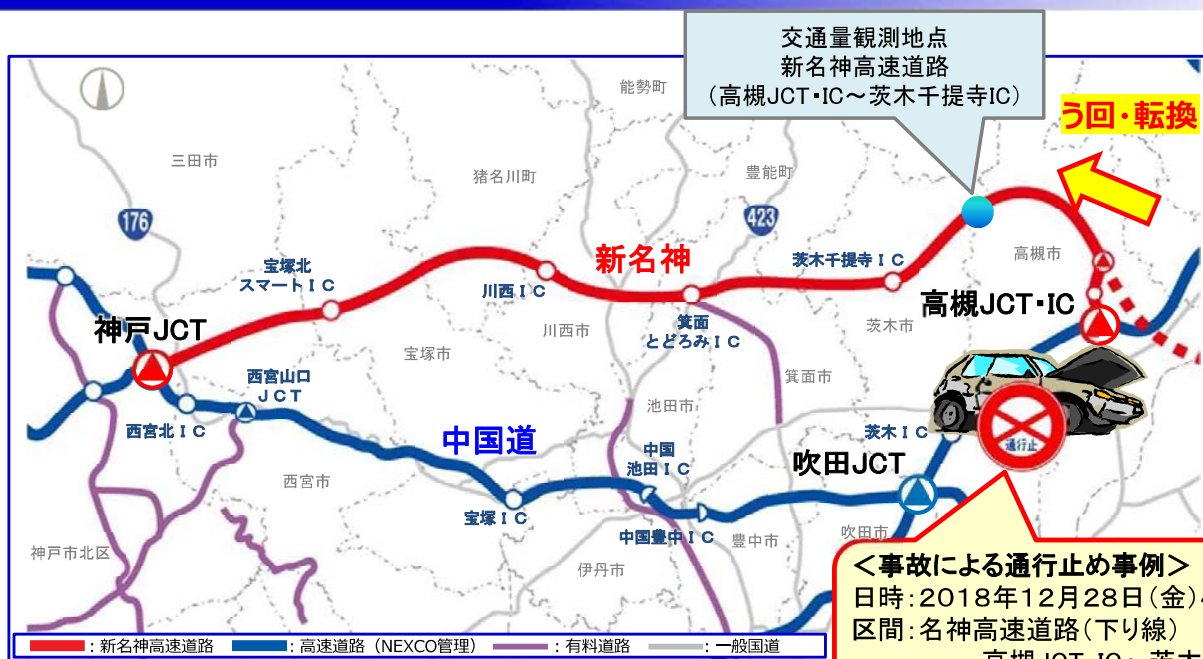 交通量観測地点
新名神高速道路
(高槻JCT・IC~茨木千提寺IC)
う回・転換
能勢町
三田市
猪名川町
豊能町
176
423
宝塚北
スマートIC
新名神
茨木千提寺IC
高槻市
川西IC
高槻JCT・IC
神戸JCT
川西市
箕面
とどろみIC
茨木市
宝塚市
西宮山口
JCT
箕面市
池田市
西宮北IC
中国道
中国
池田IC
茨木IC
通行止
吹田JCT
西宮市
宝塚IC
中国豊中IC
豊中市
吹田市
神戸市北区
伊丹市
<事故による通行止め事例>
日時:2018年12月28日(金)
区間:名神高速道路(下り線)
高槻JCT・IC~茨木
:新名神高速道路 :高速道路(NEXCO管理) :有料道路 :一般国道